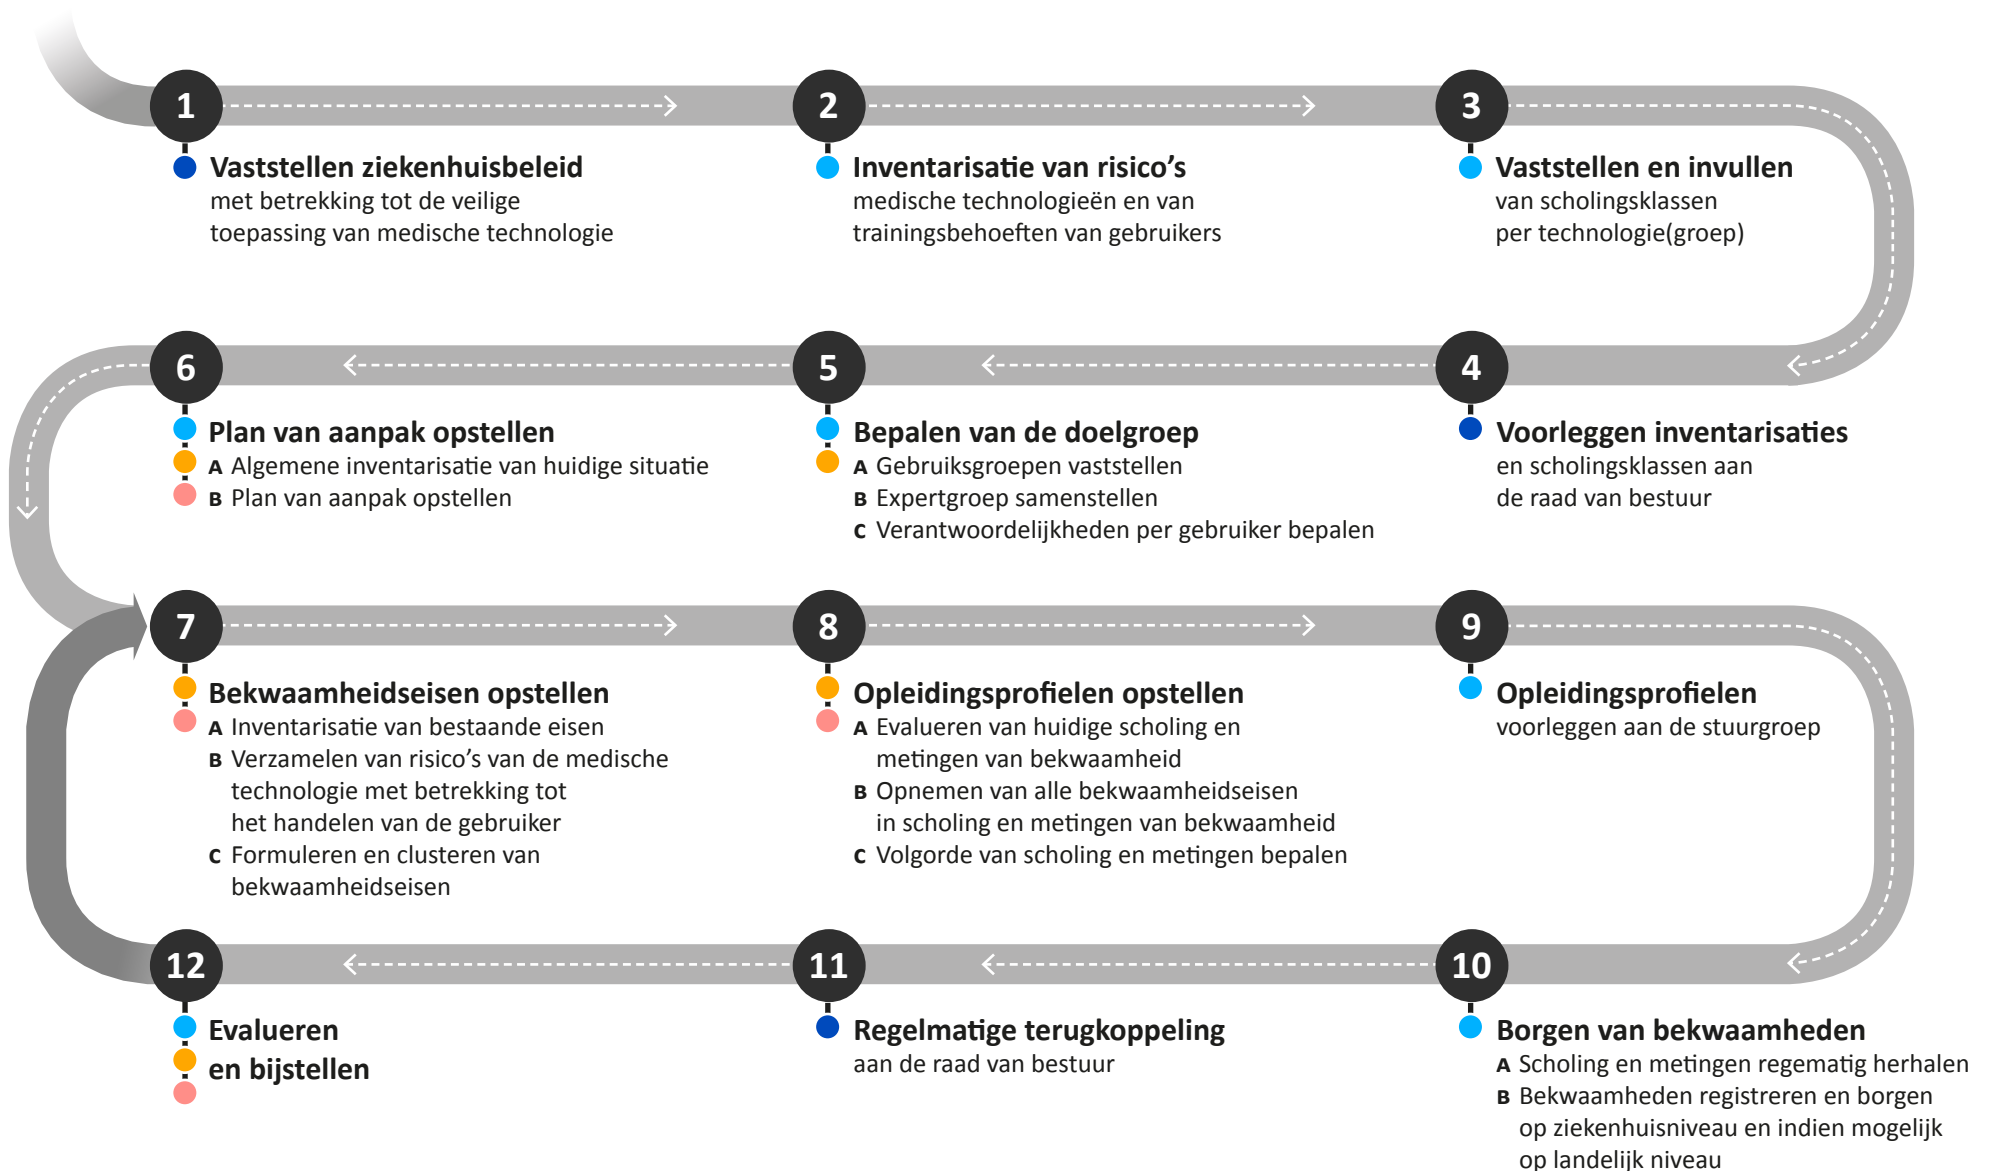 1
Vaststellen ziekenhuisbeleid
met betrekking tot de veilige
toepassing van medische technologie
2
Inventarisatie van risico’s
medische technologieën en van
trainingsbehoeften van gebruikers
3
Vaststellen en invullen
van scholingsklassen
per technologie(groep)
4
Voorleggen inventarisaties
en scholingsklassen aan
de raad van bestuur
5
Bepalen van de doelgroep
A Gebruiksgroepen vaststellen
B Expertgroep samenstellen
C Verantwoordelijkheden per gebruiker bepalen
6
Plan van aanpak opstellen
A Algemene inventarisatie van huidige situatie
B Plan van aanpak opstellen
7
Bekwaamheidseisen opstellen
A Inventarisatie van bestaande eisen
B Verzamelen van risico’s van de medische
technologie met betrekking tot
het handelen van de gebruiker
C Formuleren en clusteren van
bekwaamheidseisen
8
Opleidingsprofielen opstellen
A Evalueren van huidige scholing en
metingen van bekwaamheid
B Opnemen van alle bekwaamheidseisen
in scholing en metingen van bekwaamheid
C Volgorde van scholing en metingen bepalen
9
Opleidingsprofielen
voorleggen aan de stuurgroep
10
Borgen van bekwaamheden
A Scholing en metingen regematig herhalen
B Bekwaamheden registreren en borgen
op ziekenhuisniveau en indien mogelijk
op landelijk niveau
11
Regelmatige terugkoppeling
aan de raad van bestuur
12
Evalueren
en bijstellen